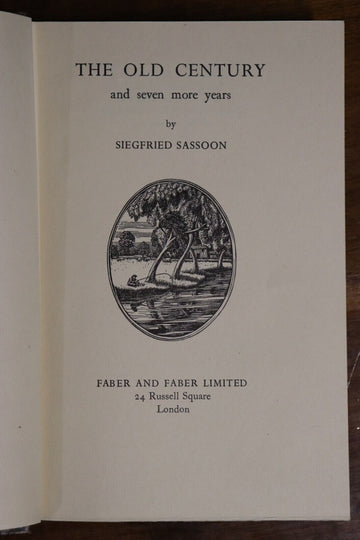 THE OLD CENTURY
and seven more years
by
SIEGFRIED SASSOON
FABER AND FABER LIMITED
24 Russell Square
London